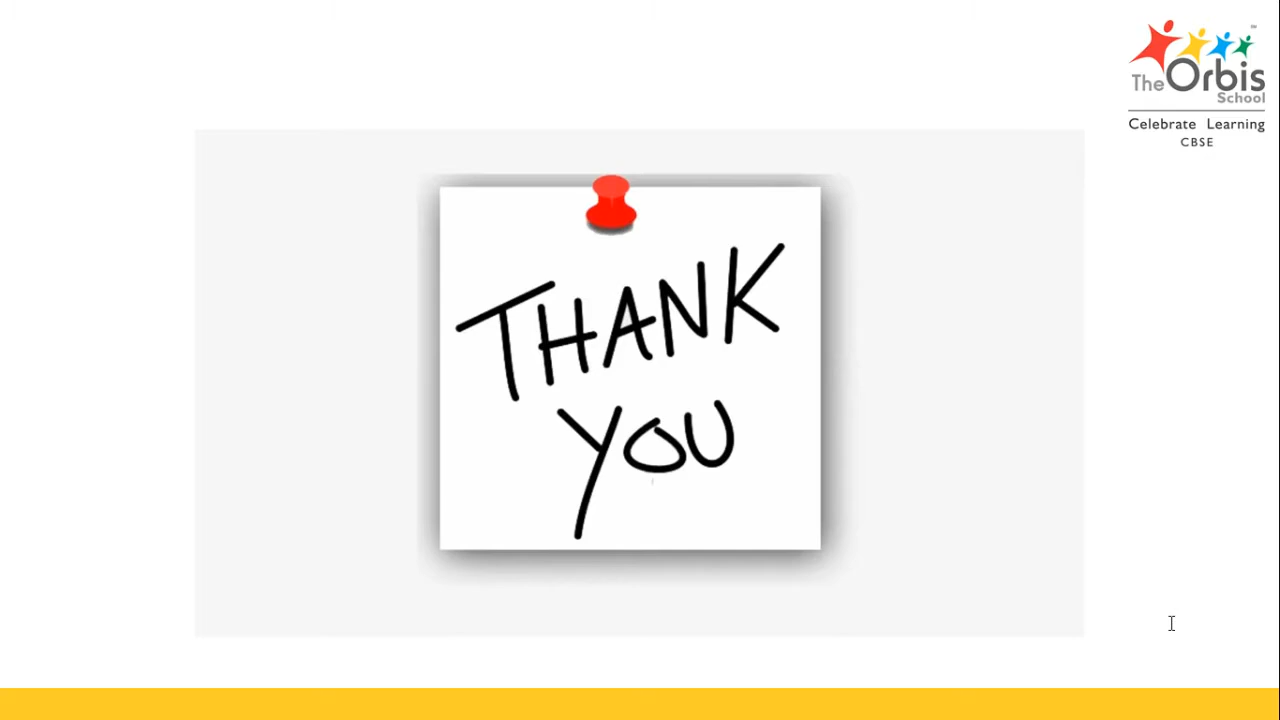 The Orbis
School
Celebrate Learning
CBSE
THANK
YOU